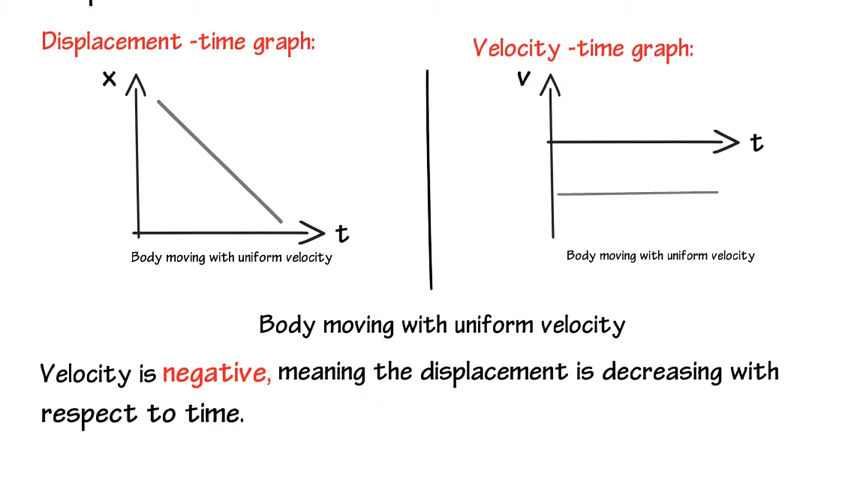 Displacement -time graph:
Velocity -time graph:
x
v
t
t
Body moving with uniform velocity
Body moving with uniform velocity
Body moving with uniform velocity
Velocity is negative, meaning the displacement is decreasing with
respect to time.